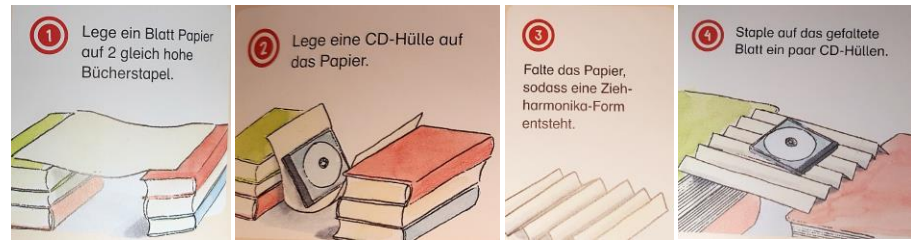 1
Lege ein Blatt Papier
auf 2 gleich hohe
Bücherstapel.
2
Lege eine CD-Hülle auf
das Papier.
3
Falte das Papier,
sodass eine Zieh-
harmonika-Form
entsteht.
4
Staple auf das gefaltete
Blatt ein paar CD-Hüllen.